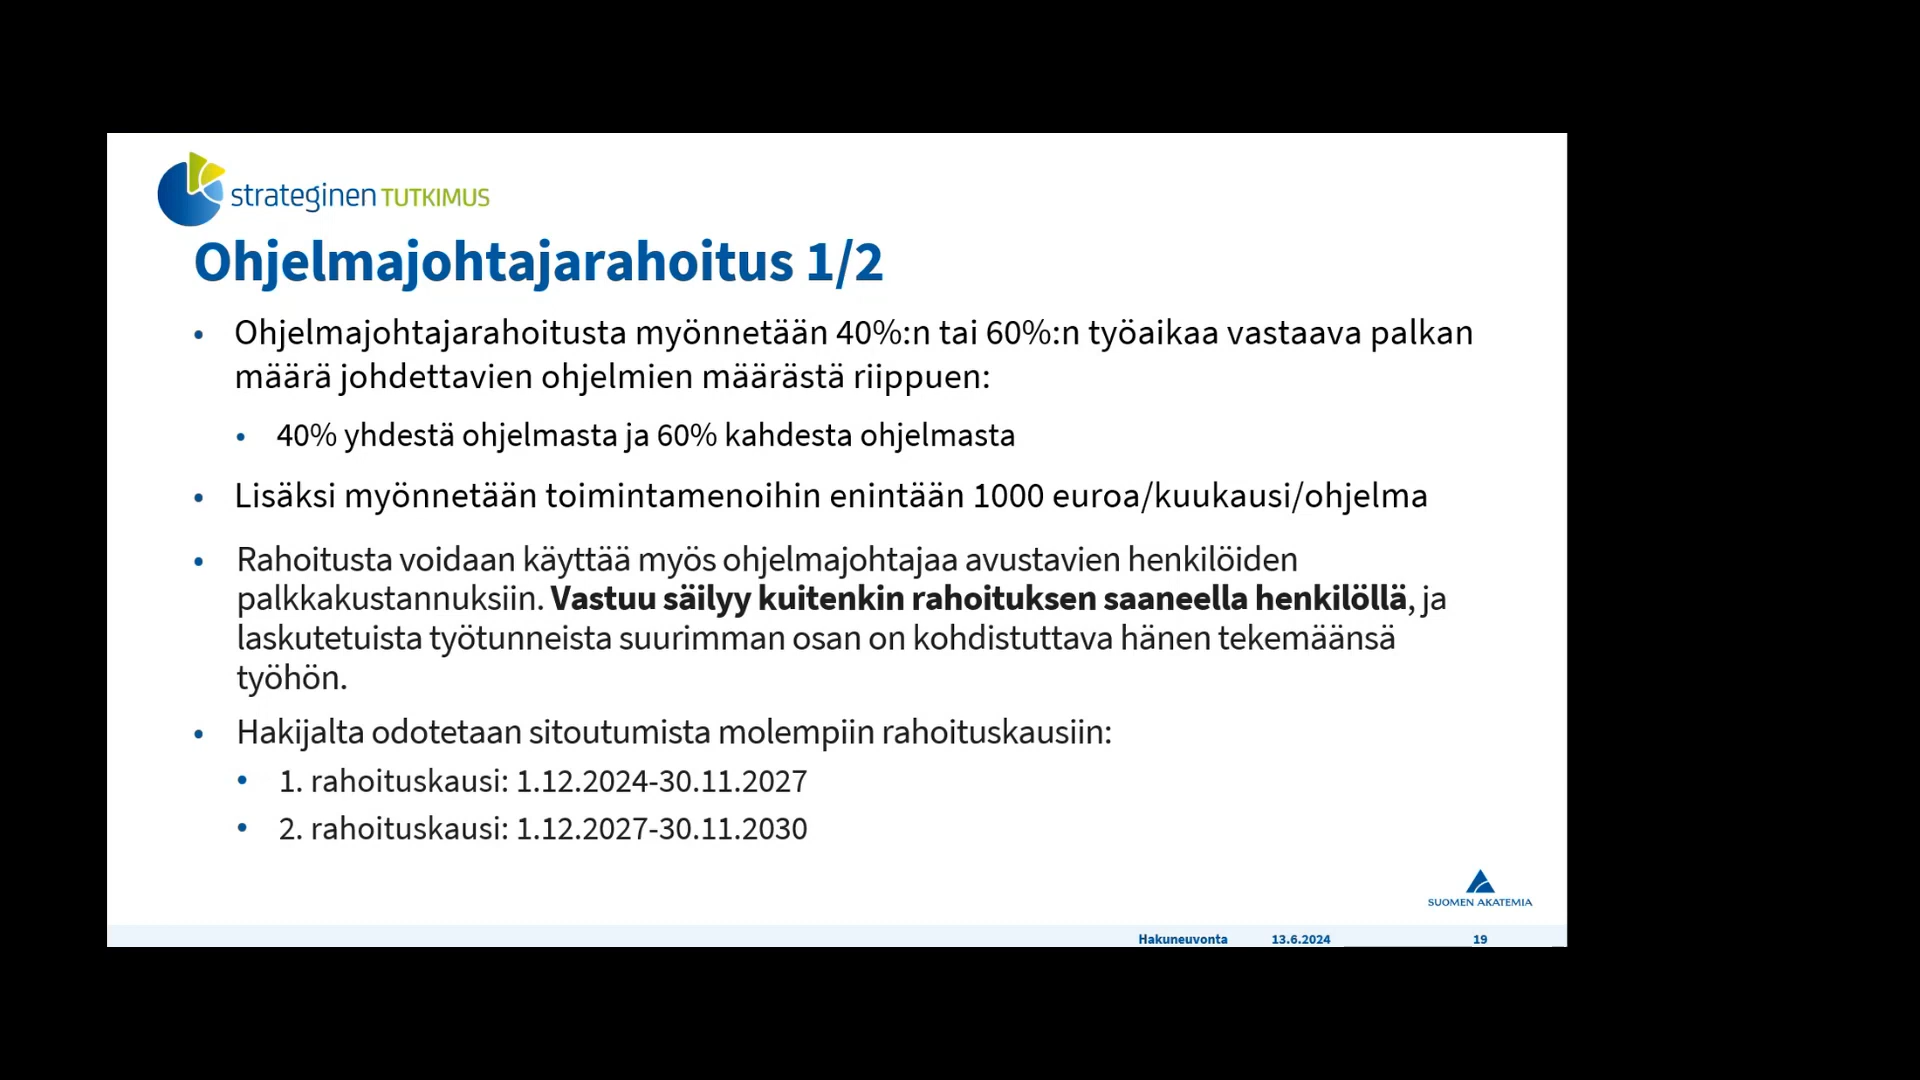 strateginen TUTKIMUS
Ohjelmajohtajarahoitus 1/2
• Ohjelmajohtajarahoitusta myönnetään 40%:n tai 60%:n työaikaa vastaava palkan
määrä johdettavien ohjelmien määrästä riippuen:
• 40% yhdestä ohjelmasta ja 60% kahdesta ohjelmasta
• Lisäksi myönnetään toimintamenoihin enintään 1000 euroa/kuukausi/ohjelma
• Rahoitusta voidaan käyttää myös ohjelmajohtajaa avustavien henkilöiden
palkkakustannuksiin. Vastuu säilyy kuitenkin rahoituksen saaneella henkilöllä, ja
laskutetuista työtunneista suurimman osan on kohdistuttava hänen tekemäänsä
työhön.
• Hakijalta odotetaan sitoutumista molempiin rahoituskausiin:
• 1. rahoituskausi: 1.12.2024-30.11.2027
• 2. rahoituskausi: 1.12.2027-30.11.2030
SUOMEN AKATEMIA
Hakuneuvonta 13.6.2024 19